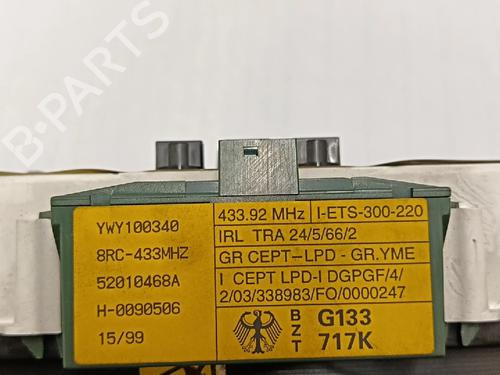 B-PARTS
YWY100340
8RC-433MHZ
52010468A
H-0090506
15/99
433.92 MHz
I-ETS-300-220
IRL TRA 24/5/66/2
GR CEPT-LPD - GR.YME
I CEPT LPD-I DGPGF/4/
2/03/338983/FO/0000247
BZT
G133
717K